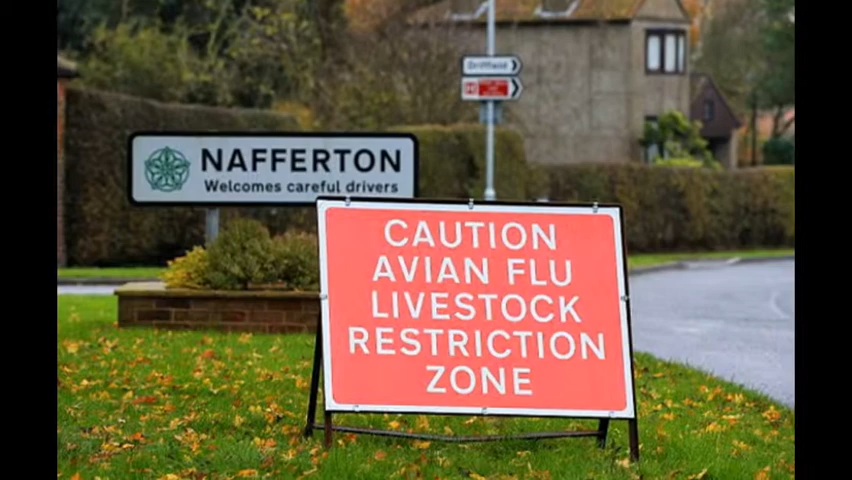 Driffield
NAFFERTON
Welcomes careful drivers
CAUTION
AVIAN FLU
LIVESTOCK
RESTRICTION
ZONE